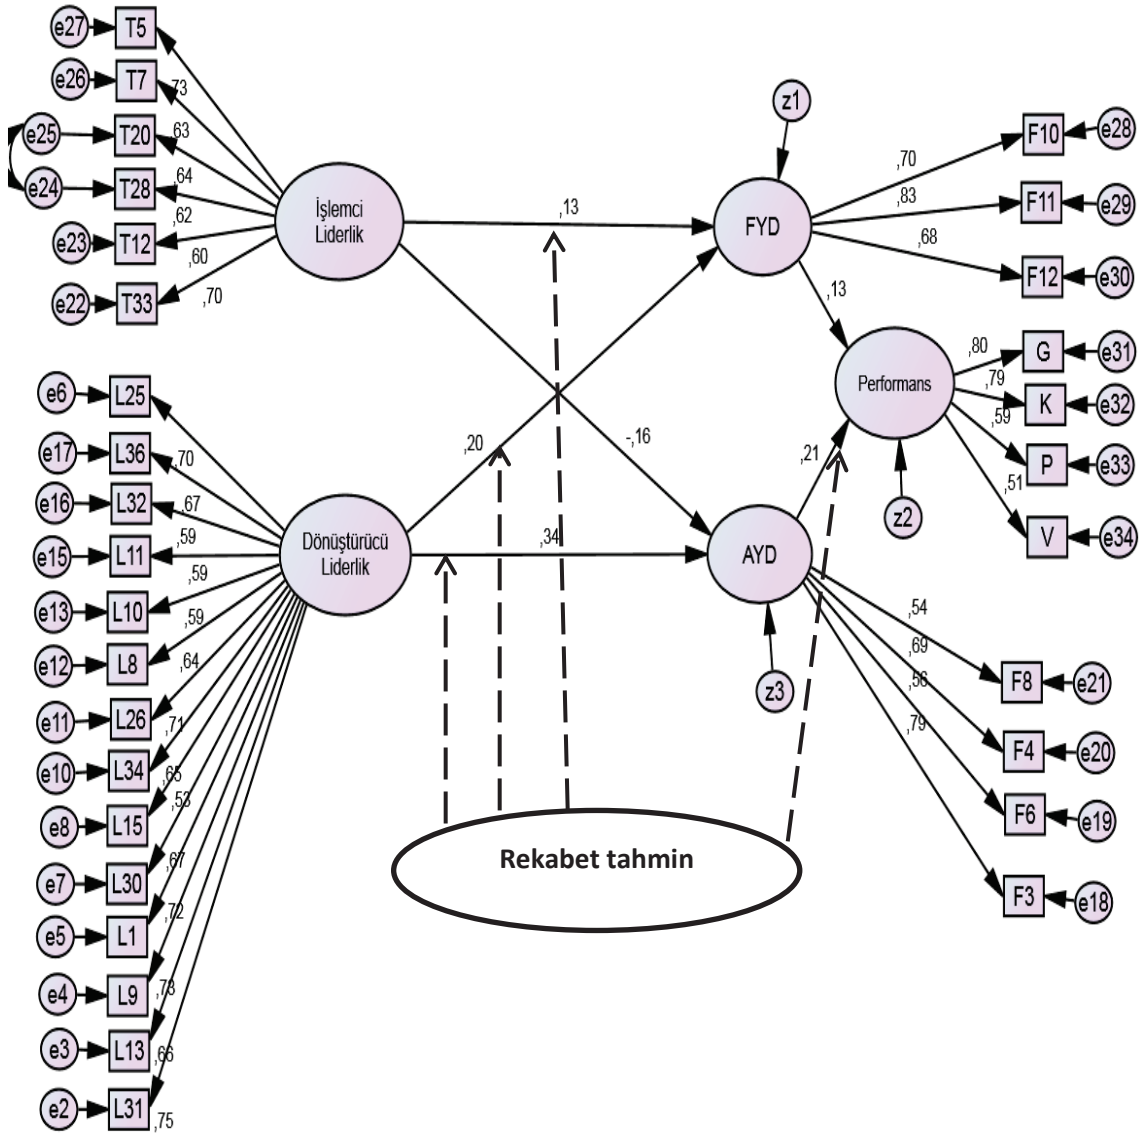 e27
T5
e26
T7
,73
e25
T20
,63
e24
T28
,64
e23
T12
,62
,60
e22
T33
,70
İşlemci
Liderlik
,13
z1
FYD
,70
F10
e28
,83
F11
e29
,68
F12
e30
,13
Performans
,80
G
e31
,79
K
e32
,59
P
e33
,51
V
e34
z2
,21
e6
L25
e17
L36
,70
e16
L32
,67
e15
L11
,59
e13
L10
,59
e12
L8
,59
e11
L26
,64
e10
L34
,71
e8
L15
,65
,53
e7
L30
,67
e5
L1
,72
e4
L9
,73
e3
L13
,66
e2
L31
,75
Dönüştürücü
Liderlik
,20
-,16
,34
AYD
z3
,54
F8
e21
,69
F4
e20
,56
F6
e19
,79
F3
e18
Rekabet tahmin